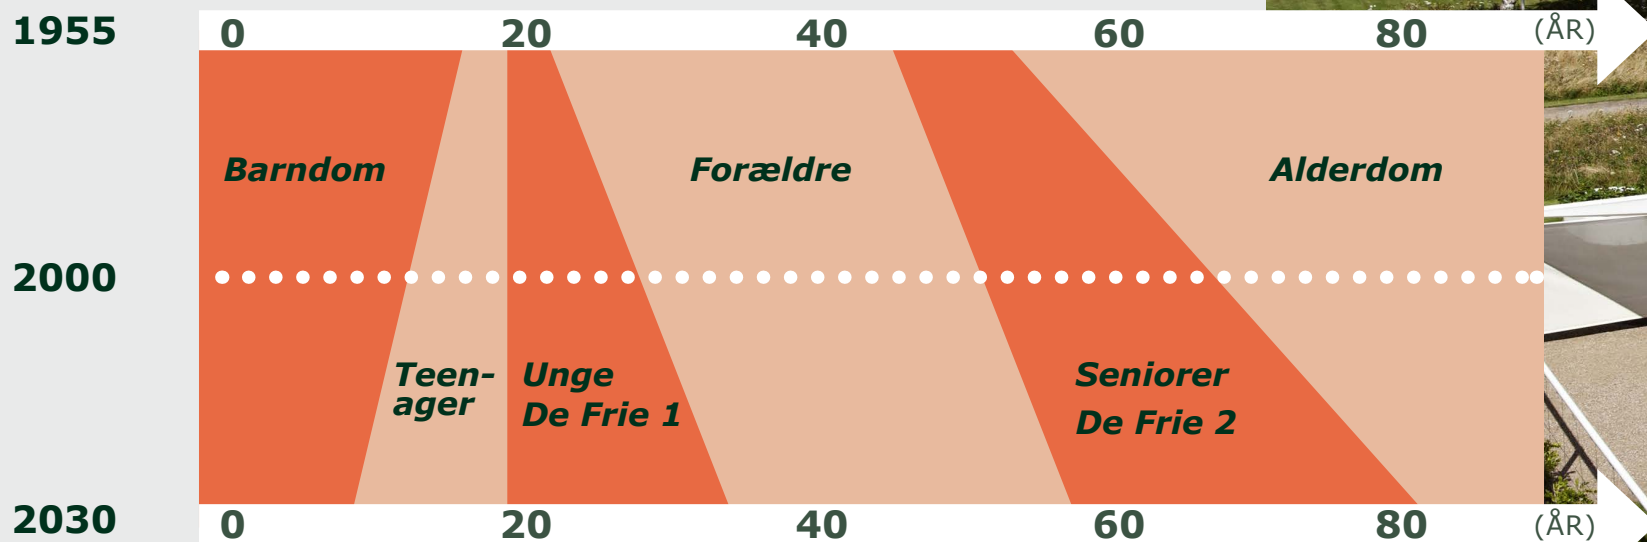 1955 0 20 40 60 80 (ÅR)
Barndom Forældre Alderdom
2000
Teen-
ager
Unge
De Frie 1
Seniorer
De Frie 2
2030 0 20 40 60 80 (ÅR)